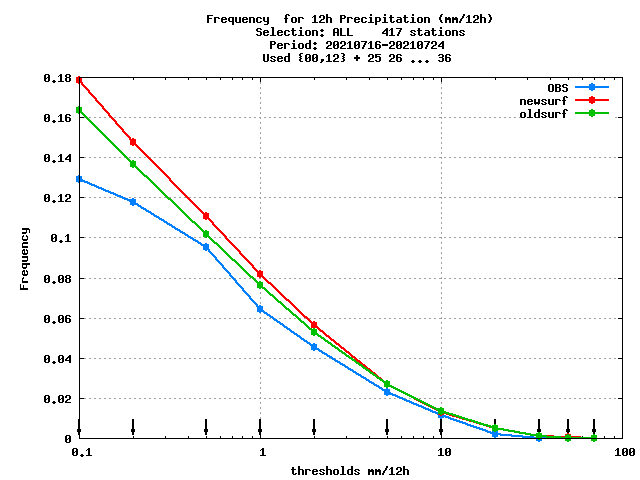 Frequency  for 12h Precipitation (mm/12h)
Selection: ALL    417 stations
Period: 20210716-20210724
Used {00,12} + 25 26 ... 36
OBS
newsurf
oldsurf
Frequency
0.18
0.16
0.14
0.12
0.1
0.08
0.06
0.04
0.02
0
0.1
1
10
100
thresholds mm/12h